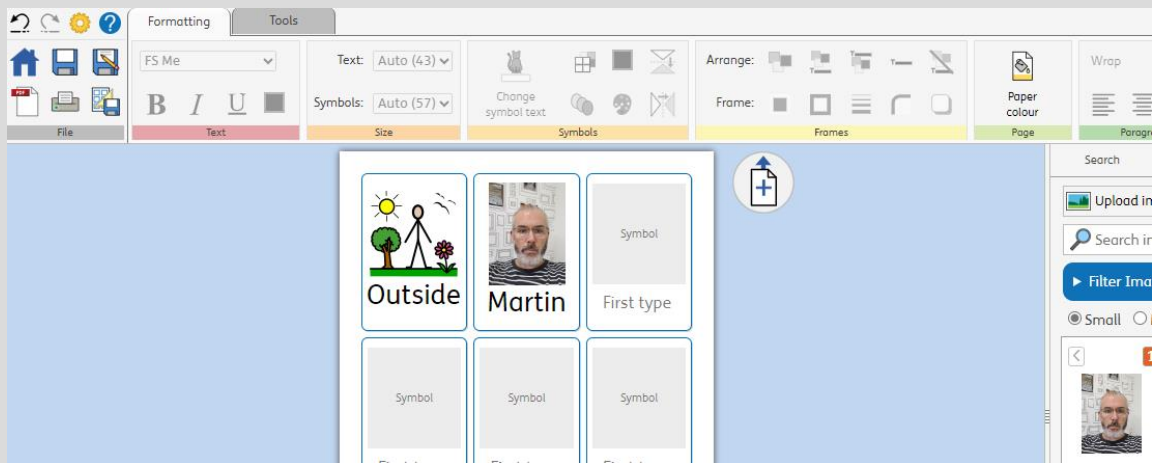 Formatting
Tools
FS Me
Text: Auto (43)
Arrange:
Wrap
PDF
B I U
Symbols: Auto (57)
Change
symbol text
Frame:
Paper
colour
File
Text
Size
Symbols
Frames
Page
Paragr
Search
Upload im
Search in
Filter Ima
Small
Outside
Martin
Symbol
First type
Symbol
Symbol
Symbol